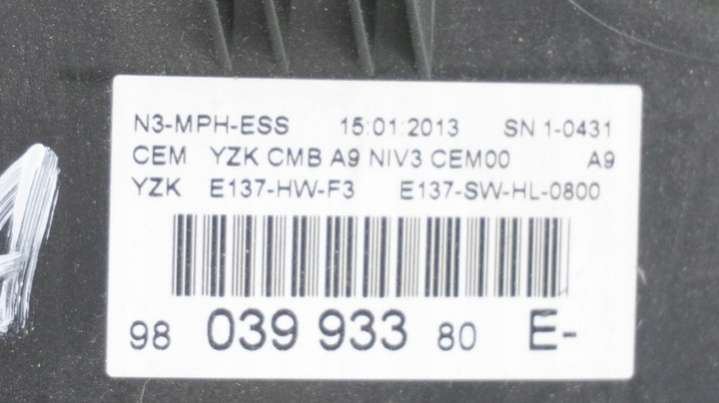 N3-MPH-ESS 15:01:2013 SN 1-0431
CEM YZK CMB A9 NIV3 CEM00 A9
YZK E137-HW-F3 E137-SW-HL-0800
98 039 933 80 E-